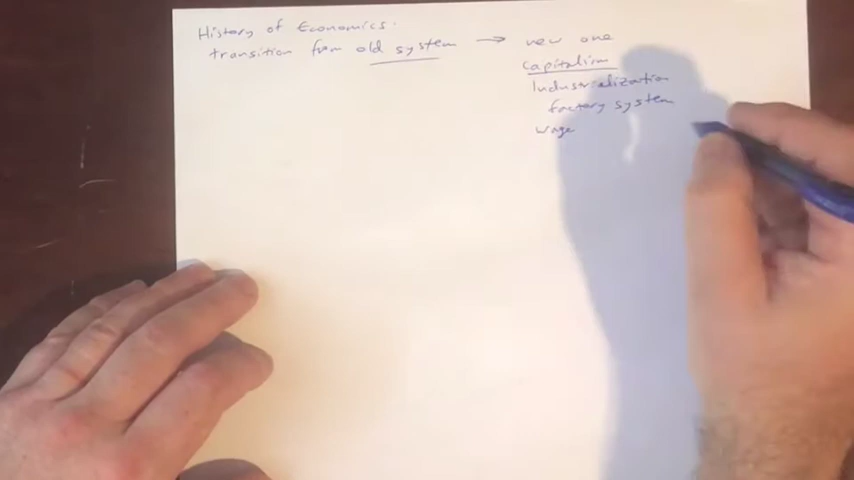 History of Economics.
transition from old system → new one
Capitalism
Industrialization
factory system
wage